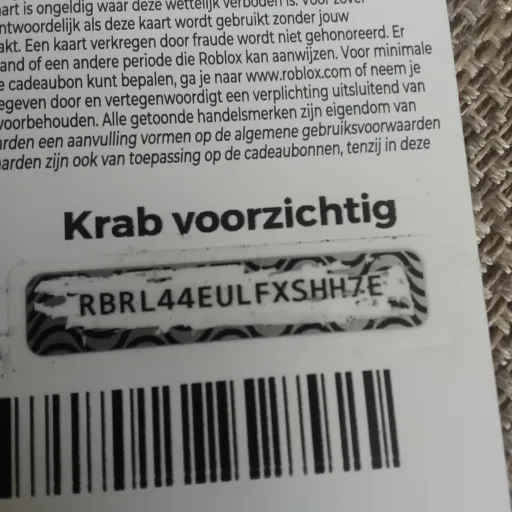 aart is ongeldig waar deze wettelijk verboden is. Voor zover
ntwoordelijk als deze kaart wordt gebruikt zonder jouw
akt. Een kaart verkregen door fraude wordt niet gehonoreerd. Er
and of een andere periode die Roblox kan aanwijzen. Voor minimale
e cadeaubon kunt bepalen, ga je naar www.roblox.com of neem je
egeven door en vertegenwoordigt een verplichting uitsluitend van
voorbehouden. Alle getoonde handelsmerken zijn eigendom van
arden een aanvulling vormen op de algemene gebruiksvoorwaarden
aarden zijn ook van toepassing op de cadeaubonnen, tenzij in deze
Krab voorzichtig
RBRL44EULFXSHH7E